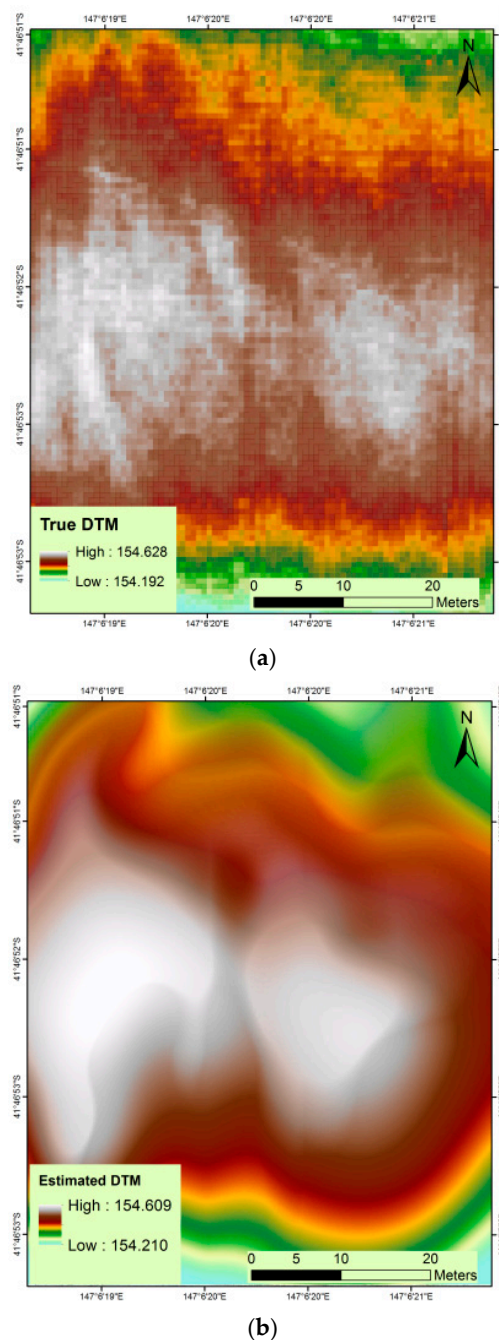 147°6'19"E 147°6'20"E 147°6'20"E 147°6'21"E
41°46'51"S
N
41°46'51"S
41°46'52"S
41°46'53"S
41°46'53"S
True DTM
High : 154.628
Low : 154.192
0 5 10 20
Meters
147°6'19"E 147°6'20"E 147°6'20"E 147°6'21"E
(a)
147°6'19"E 147°6'20"E 147°6'20"E 147°6'21"E
41°46'51"S
N
41°46'51"S
41°46'52"S
41°46'53"S
41°46'53"S
Estimated DTM
High : 154.609
Low : 154.210
0 5 10 20
Meters
147°6'19"E 147°6'20"E 147°6'20"E 147°6'21"E
(b)